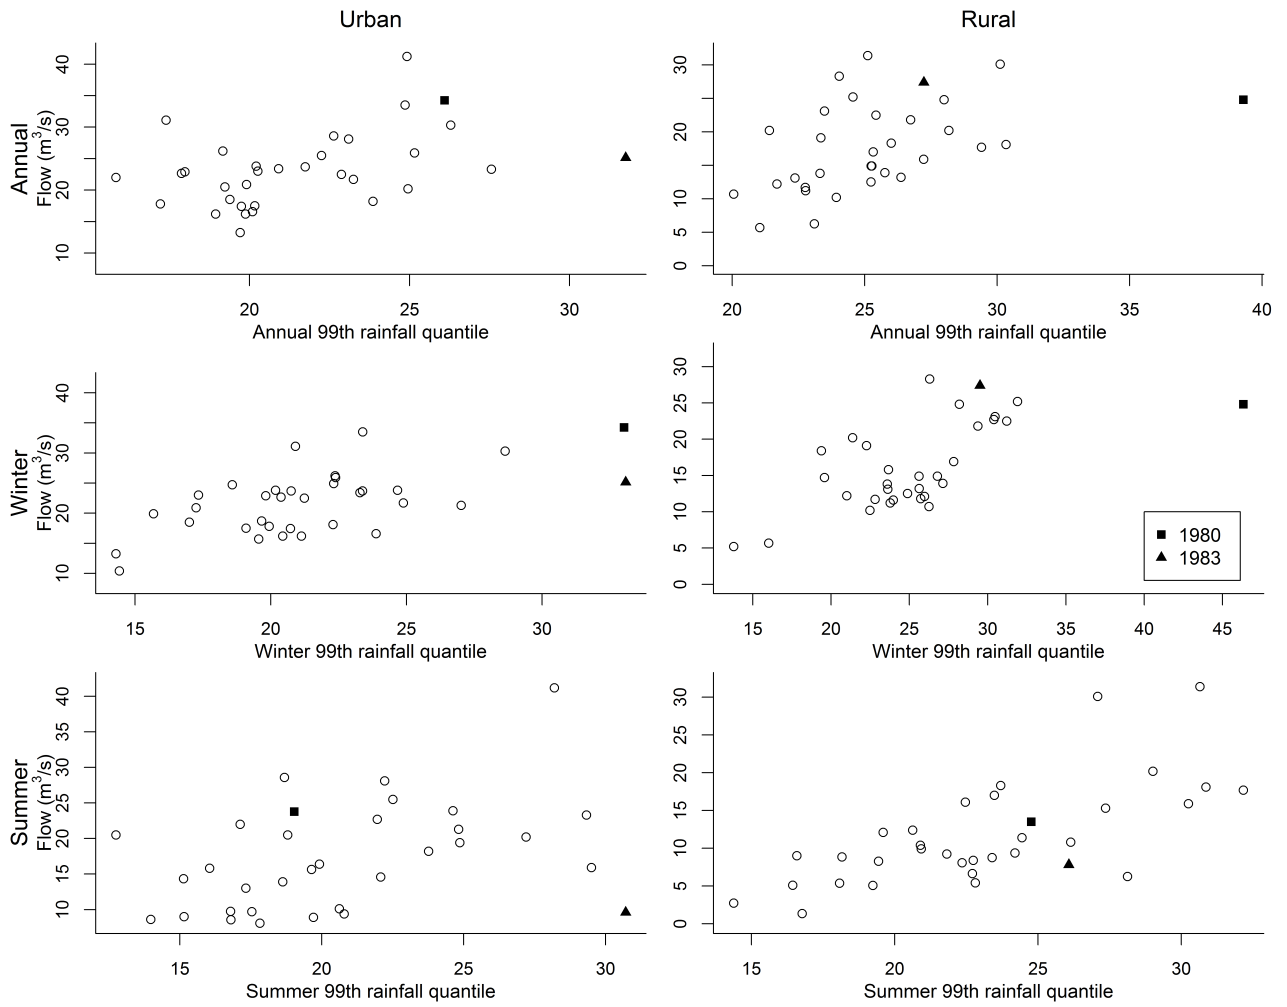 Urban
Rural
Annual
Flow (m³/s)
10 20 30 40
20 25 30
Annual 99th rainfall quantile
0 5 10 20 30
20 25 30 35 40
Annual 99th rainfall quantile
Winter
Flow (m³/s)
10 20 30 40
15 20 25 30
Winter 99th rainfall quantile
0 5 10 15 20 25 30
1980
1983
15 20 25 30 35 40 45
Winter 99th rainfall quantile
Summer
Flow (m³/s)
10 15 20 25 30 35 40
15 20 25 30
Summer 99th rainfall quantile
0 5 10 15 20 25 30
15 20 25 30
Summer 99th rainfall quantile